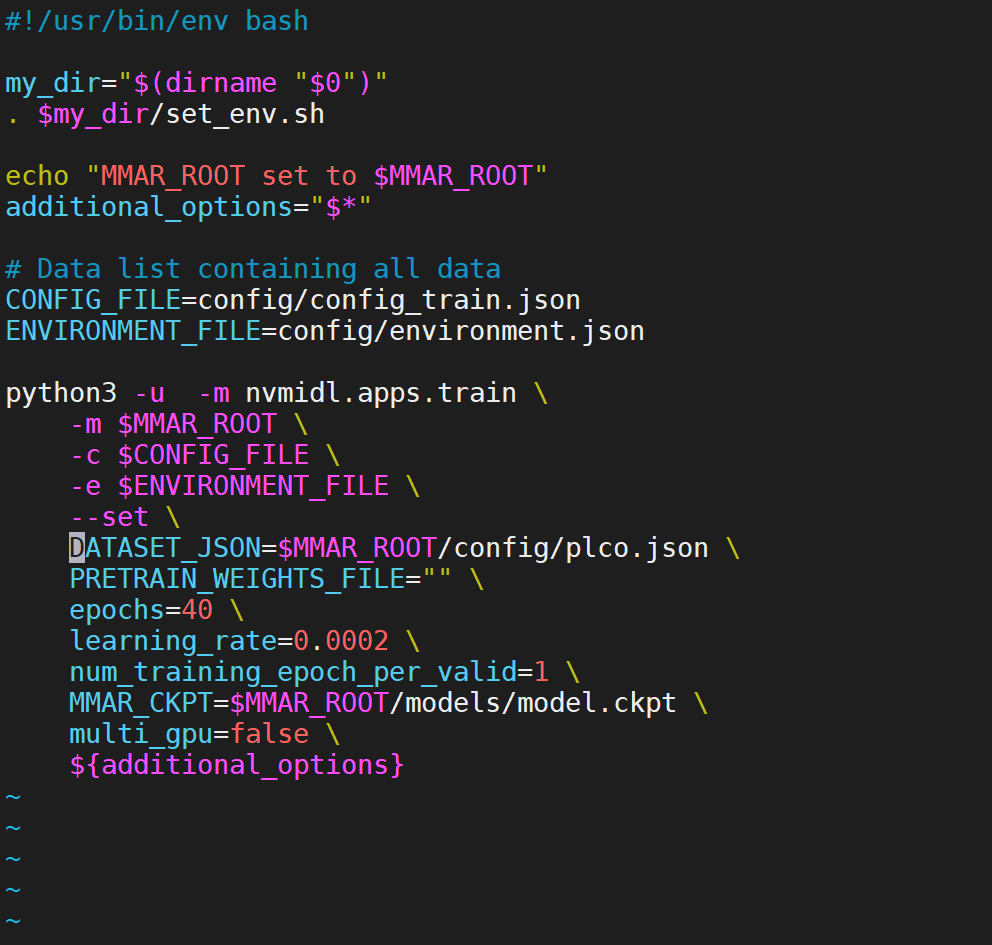 #!/usr/bin/env bash
my_dir="$(dirname "$0")"
. $my_dir/set_env.sh
echo "MMAR_ROOT set to $MMAR_ROOT"
additional_options="$*"
# Data list containing all data
CONFIG_FILE=config/config_train.json
ENVIRONMENT_FILE=config/environment.json
python3 -u  -m nvmidl.apps.train \
    -m $MMAR_ROOT \
    -c $CONFIG_FILE \
    -e $ENVIRONMENT_FILE \
    --set \
    DATASET_JSON=$MMAR_ROOT/config/plco.json \
    PRETRAIN_WEIGHTS_FILE="" \
    epochs=40 \
    learning_rate=0.0002 \
    num_training_epoch_per_valid=1 \
    MMAR_CKPT=$MMAR_ROOT/models/model.ckpt \
    multi_gpu=false \
    ${additional_options}
~
~
~
~
~